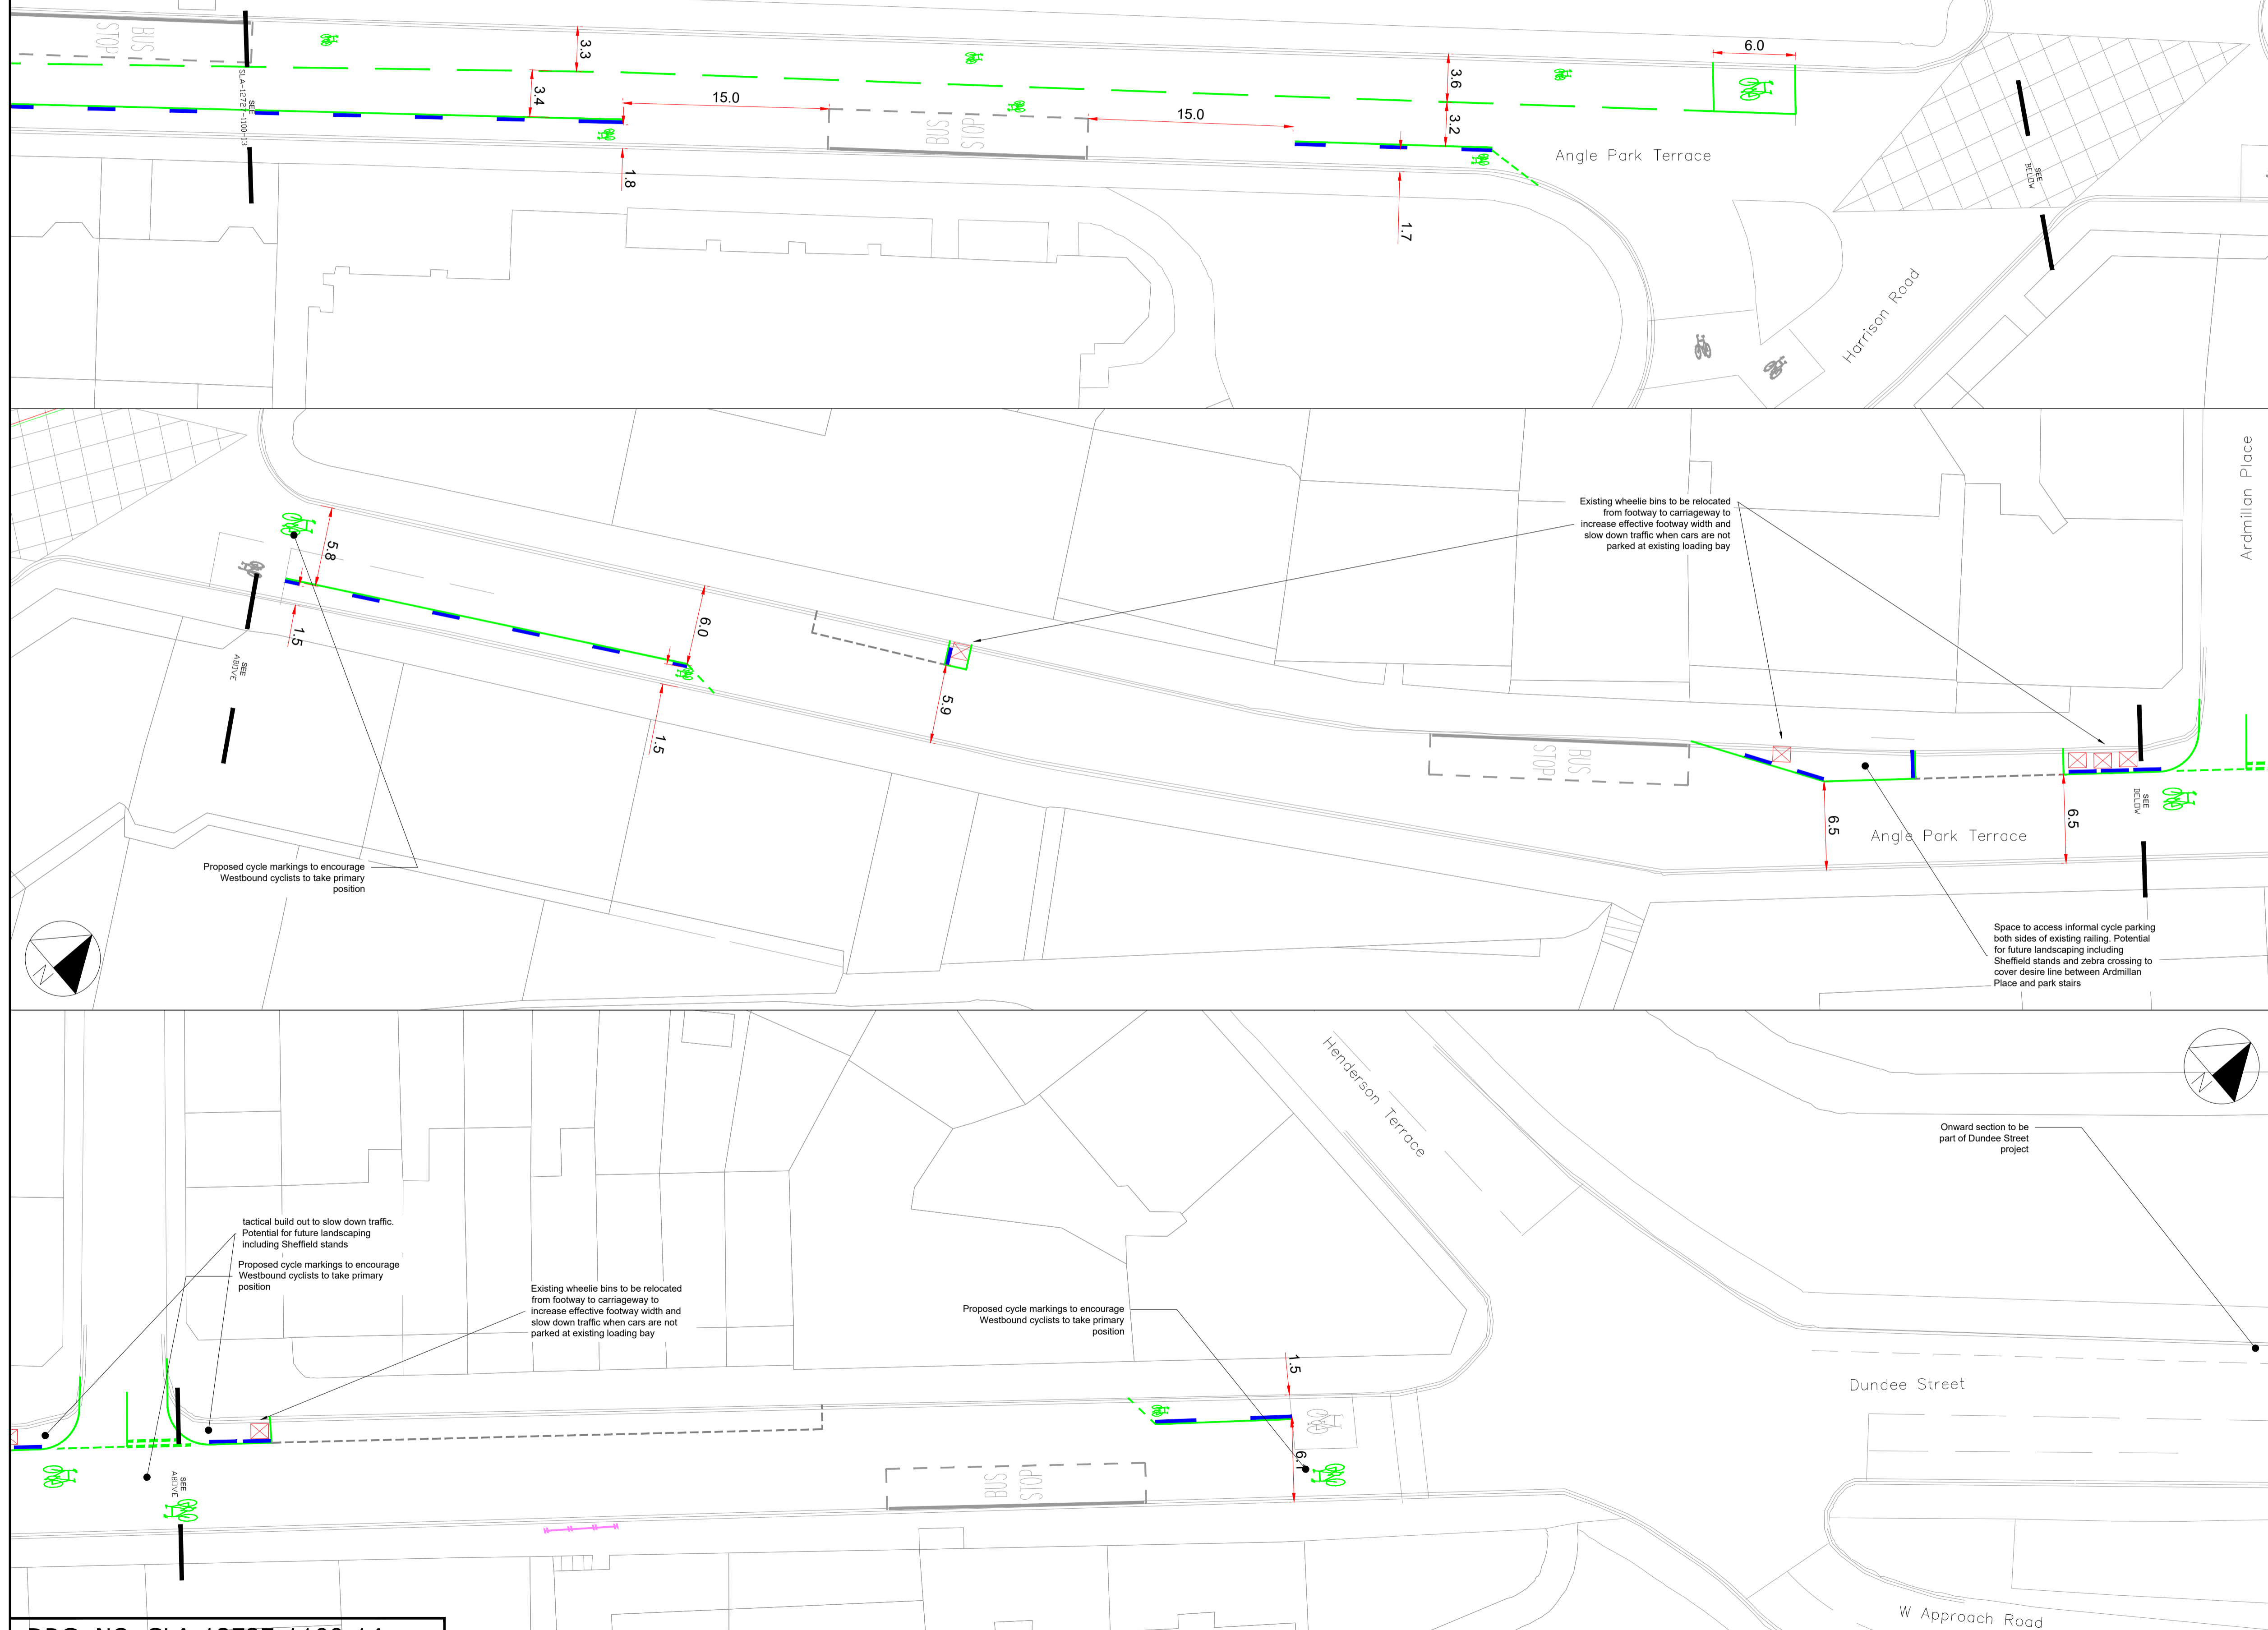 BUS
STOP
SEE
SLA-12727-1100-13
3.3
3.4
1.8
15.0
BUS
STOP
15.0
3.6
3.2
1.7
6.0
Angle Park Terrace
SEE
BELOW
Harrison Road
5.8
1.5
SEE
ABOVE
6.0
1.5
5.9
Existing wheelie bins to be relocated
from footway to carriageway to
increase effective footway width and
slow down traffic when cars are not
parked at existing loading bay
Ardmillan Place
BUS
STOP
6.5
6.5
SEE
BELOW
Angle Park Terrace
Proposed cycle markings to encourage
Westbound cyclists to take primary
position
N
Space to access informal cycle parking
both sides of existing railing. Potential
for future landscaping including
Sheffield stands and zebra crossing to
cover desire line between Ardmillan
Place and park stairs
Henderson Terrace
N
Onward section to be
part of Dundee Street
project
tactical build out to slow down traffic.
Potential for future landscaping
including Sheffield stands
Proposed cycle markings to encourage
Westbound cyclists to take primary
position
Existing wheelie bins to be relocated
from footway to carriageway to
increase effective footway width and
slow down traffic when cars are not
parked at existing loading bay
Proposed cycle markings to encourage
Westbound cyclists to take primary
position
1.5
Dundee Street
SEE
ABOVE
BUS
STOP
W Approach Road